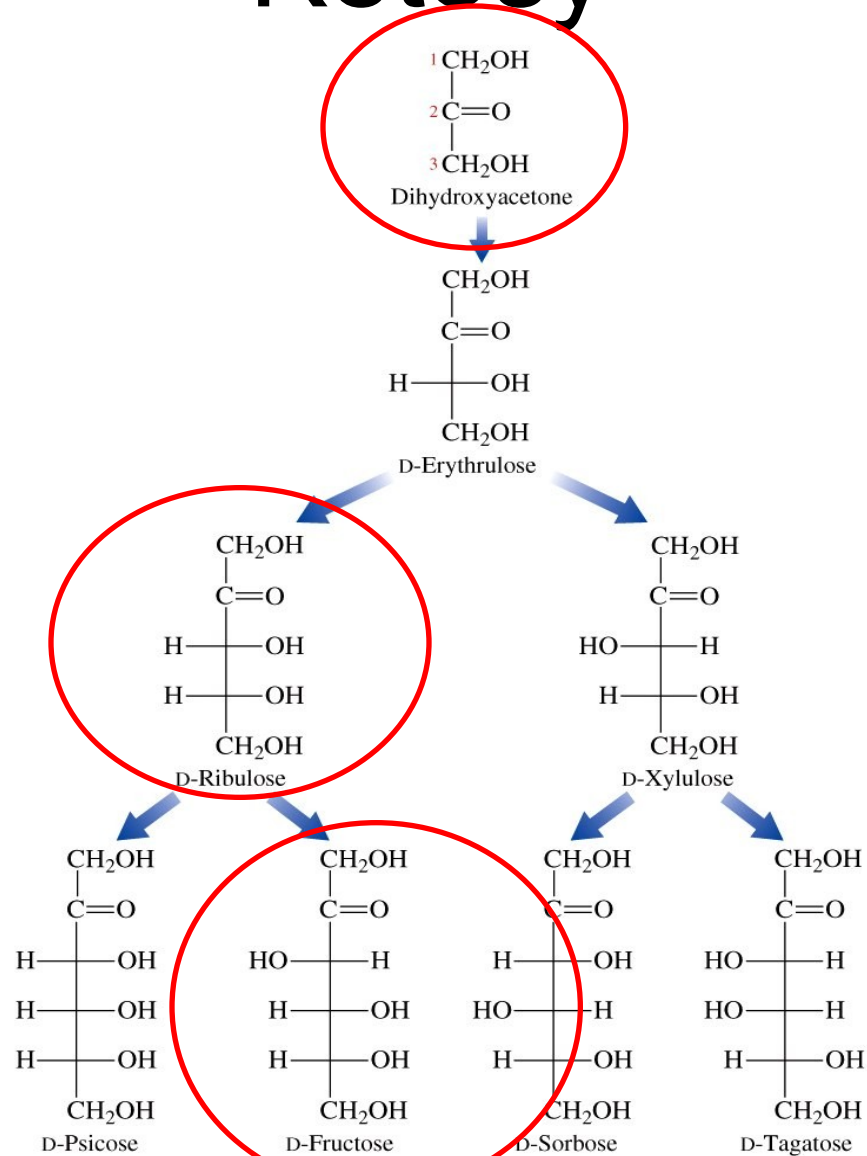 1 CH₂OH
2 C=O
3 CH₂OH
Dihydroxyacetone
CH₂OH
C=O
H OH
CH₂OH
D-Erythrulose
CH₂OH
C=O
H OH
H OH
CH₂OH
D-Ribulose
CH₂OH
C=O
HO H
H OH
CH₂OH
D-Xylulose
CH₂OH
C=O
H OH
H OH
H OH
CH₂OH
D-Psicose
CH₂OH
C=O
HO H
H OH
H OH
CH₂OH
D-Fructose
CH₂OH
C=O
H OH
HO H
H OH
CH₂OH
D-Sorbose
CH₂OH
C=O
HO H
HO H
H OH
CH₂OH
D-Tagatose